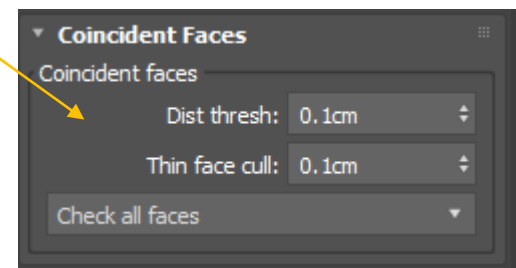 Coincident Faces
Coincident faces
Dist thresh: 0.1cm
Thin face cull: 0.1cm
Check all faces